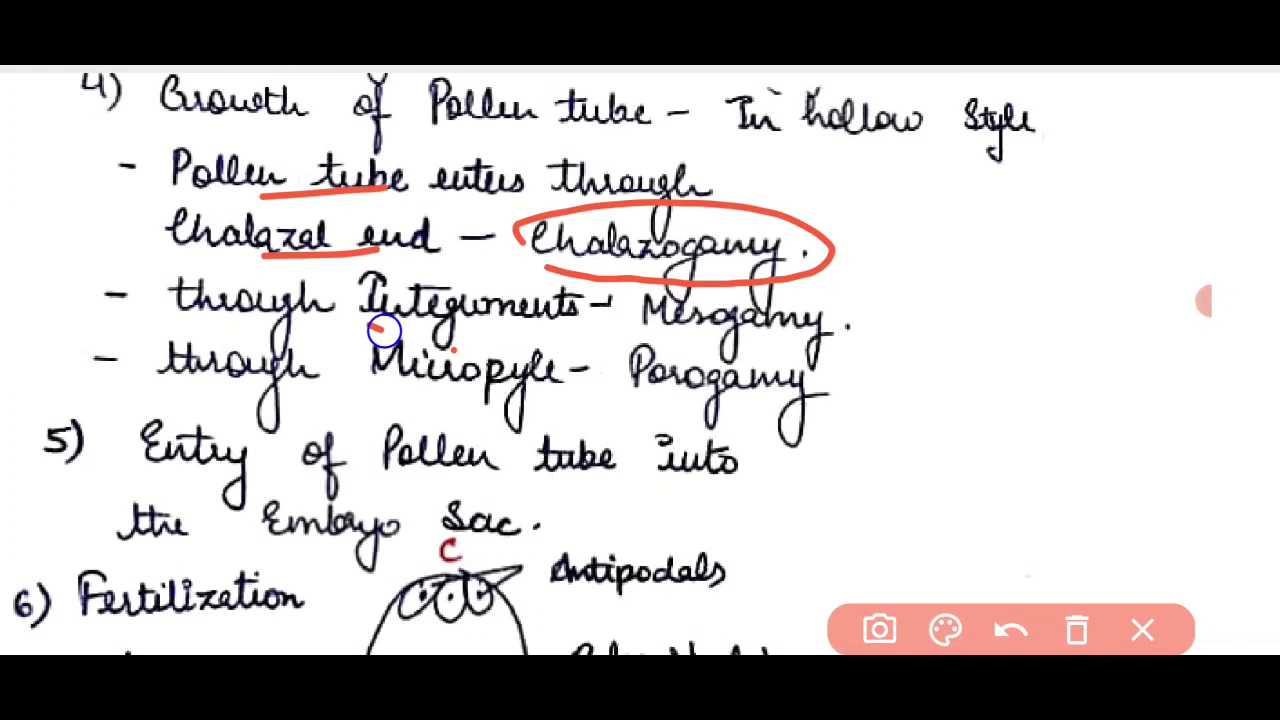 4) Growth of Pollen tube - In hollow Style
- Pollen tube enters through
Chalazal end - Chalazogamy.
- through Integuments - Mesogamy.
- through Micropyle - Porogamy
5) Entry of Pollen tube into
the Embryo Sac.
C
Antipodals
6) Fertilization